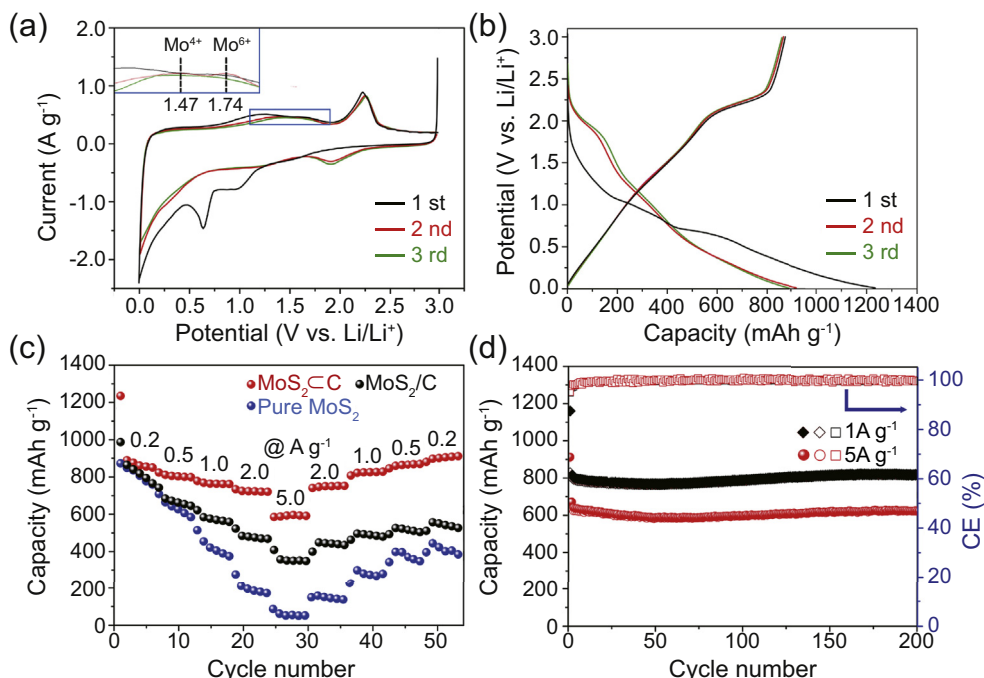 (a)
2.0
1.0
0.0
-1.0
-2.0
Current (A g⁻¹)
Mo⁴⁺ Mo⁶⁺
1.47 1.74
1 st
2 nd
3 rd
0.0 0.5 1.0 1.5 2.0 2.5 3.0
Potential (V vs. Li/Li⁺)
(b)
3.0
2.5
2.0
1.5
1.0
0.5
0.0
Potential (V vs. Li/Li⁺)
1 st
2 nd
3 rd
0 200 400 600 800 1000 1200 1400
Capacity (mAh g⁻¹)
(c)
1400
1200
1000
800
600
400
200
0
Capacity (mAh g⁻¹)
MoS₂⊂C MoS₂/C
Pure MoS₂
@ A g⁻¹
0.2 0.5 1.0 2.0 5.0 2.0 1.0 0.5 0.2
0 10 20 30 40 50
Cycle number
(d)
1400
1200
1000
800
600
400
200
0
Capacity (mAh g⁻¹)
1A g⁻¹
5A g⁻¹
100
80
60
40
20
0
CE (%)
0 50 100 150 200
Cycle number